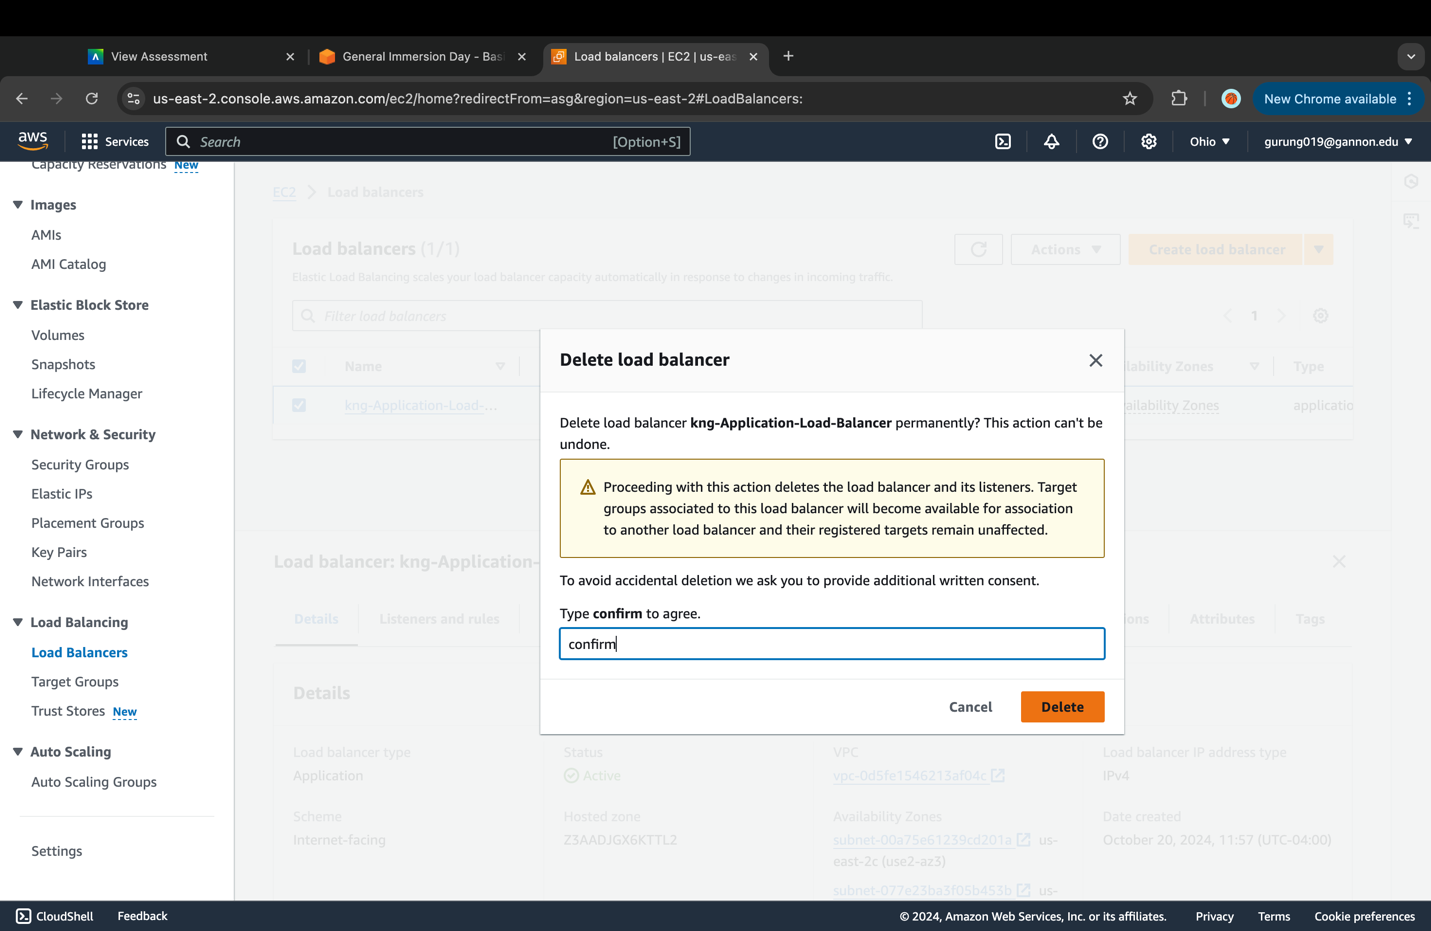 View Assessment
General Immersion Day - Bas
Load balancers | EC2 | us-eas
us-east-2.console.aws.amazon.com/ec2/home?redirectFrom=asg&region=us-east-2#LoadBalancers:
New Chrome available
aws
Services
Search
[Option+S]
Ohio
gurung019@gannon.edu
Capacity Reservations New
Images
AMIs
AMI Catalog
Elastic Block Store
Volumes
Snapshots
Lifecycle Manager
Network & Security
Security Groups
Elastic IPs
Placement Groups
Key Pairs
Network Interfaces
Load Balancing
Load Balancers
Target Groups
Trust Stores New
Auto Scaling
Auto Scaling Groups
Settings
EC2 > Load balancers
Load balancers (1/1)
Actions
Create load balancer
Elastic Load Balancing scales your load balancer capacity automatically in response to changes in incoming traffic.
Filter load balancers
1
Name
lability Zones
Type
kng-Application-Load-...
ailability Zones
applicatio
Delete load balancer
Delete load balancer kng-Application-Load-Balancer permanently? This action can't be
undone.
Proceeding with this action deletes the load balancer and its listeners. Target
groups associated to this load balancer will become available for association
to another load balancer and their registered targets remain unaffected.
To avoid accidental deletion we ask you to provide additional written consent.
Type confirm to agree.
confirm
Cancel
Delete
Load balancer: kng-Application-
Details
Listeners and rules
ons
Attributes
Tags
Details
Load balancer type
Application
Status
Active
VPC
vpc-0d5fe1546213af04c
Load balancer IP address type
IPv4
Scheme
Internet-facing
Hosted zone
Z3AADJGX6KTTL2
Availability Zones
subnet-00a75e61239cd201a us-
east-2c (use2-az3)
subnet-077e23ba3f05b453b us-
Date created
October 20, 2024, 11:57 (UTC-04:00)
CloudShell
Feedback
© 2024, Amazon Web Services, Inc. or its affiliates.
Privacy
Terms
Cookie preferences